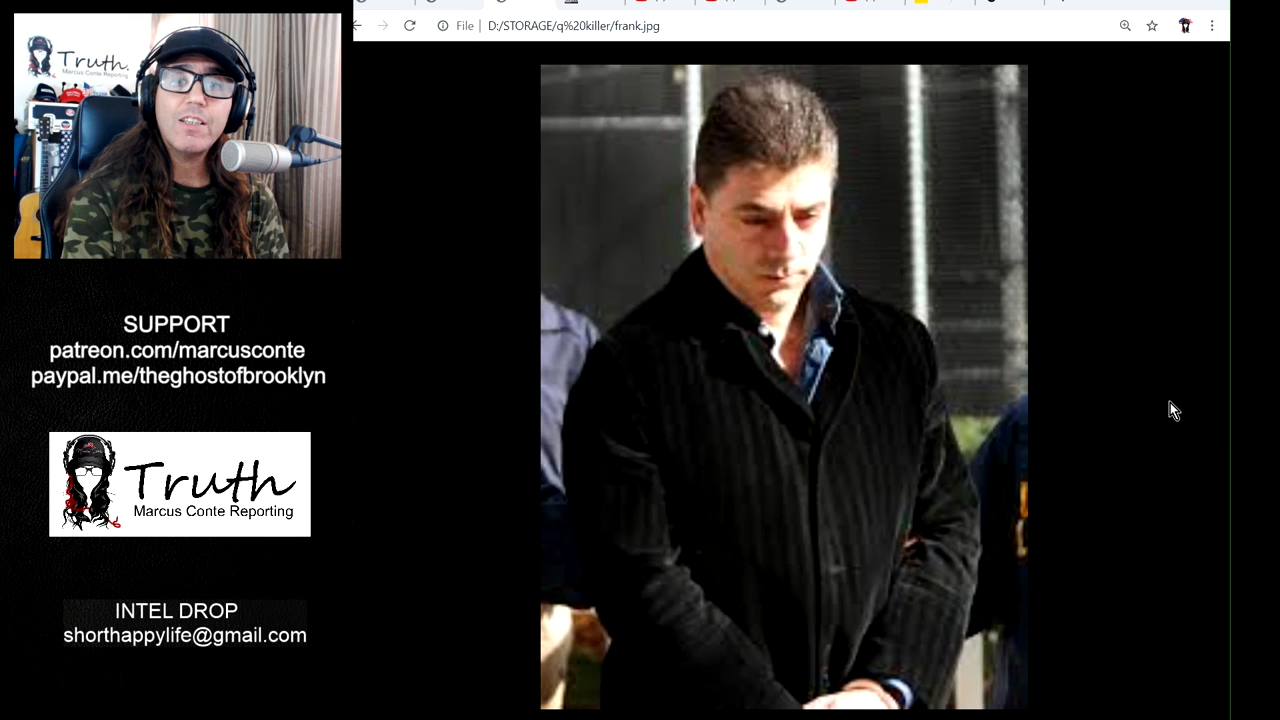 Truth.
Marcus Conte Reporting
SUPPORT
patreon.com/marcusconte
paypal.me/theghostofbrooklyn
Truth
Marcus Conte Reporting
INTEL DROP
shorthappylife@gmail.com
File | D:/STORAGE/q%20killer/frank.jpg